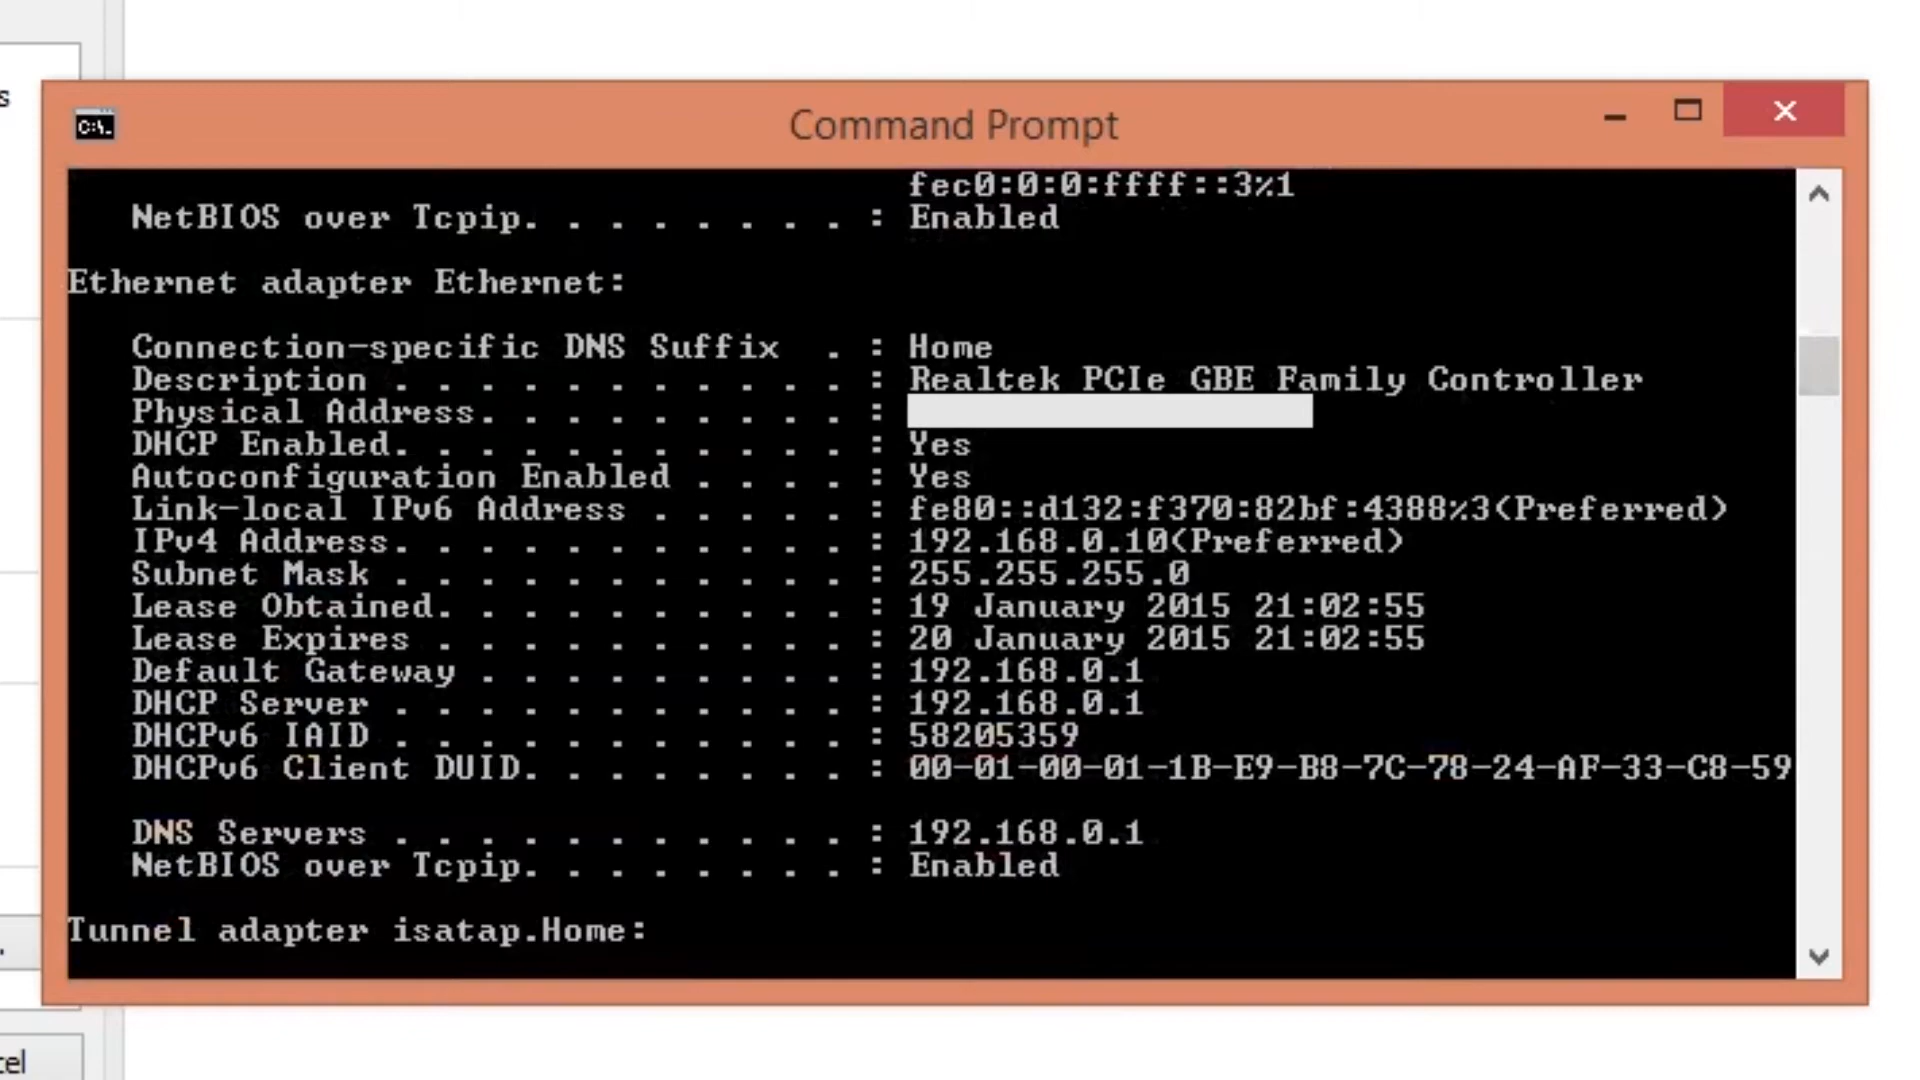 s
C:\.
Command Prompt
fec0:0:0:ffff::3%1
NetBIOS over Tcpip. . . . . . . . : Enabled
Ethernet adapter Ethernet:
Connection-specific DNS Suffix  . : Home
Description . . . . . . . . . . . : Realtek PCIe GBE Family Controller
Physical Address. . . . . . . . . :
DHCP Enabled. . . . . . . . . . . : Yes
Autoconfiguration Enabled . . . . : Yes
Link-local IPv6 Address . . . . . : fe80::d132:f370:82bf:4388%3(Preferred)
IPv4 Address. . . . . . . . . . . : 192.168.0.10(Preferred)
Subnet Mask . . . . . . . . . . . : 255.255.255.0
Lease Obtained. . . . . . . . . . : 19 January 2015 21:02:55
Lease Expires . . . . . . . . . . : 20 January 2015 21:02:55
Default Gateway . . . . . . . . . : 192.168.0.1
DHCP Server . . . . . . . . . . . : 192.168.0.1
DHCPv6 IAID . . . . . . . . . . . : 58205359
DHCPv6 Client DUID. . . . . . . . : 00-01-00-01-1B-E9-B8-7C-78-24-AF-33-C8-59
DNS Servers . . . . . . . . . . . : 192.168.0.1
NetBIOS over Tcpip. . . . . . . . : Enabled
Tunnel adapter isatap.Home:
cel